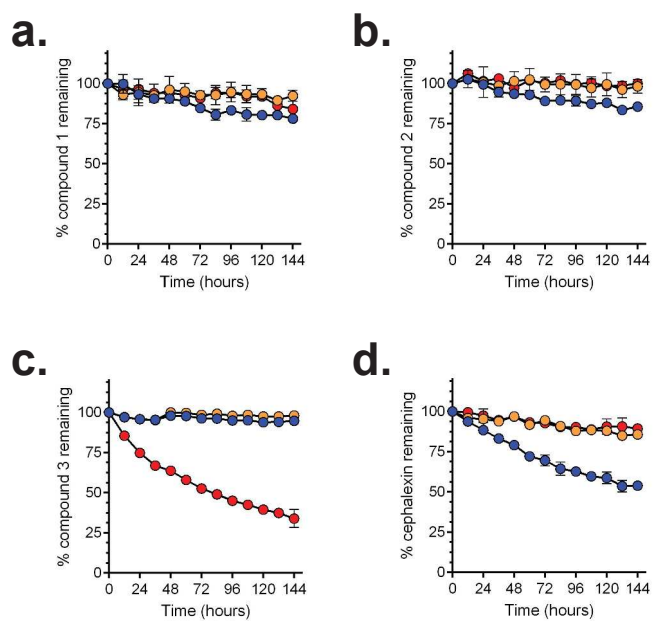 a.
% compound 1 remaining
100
75
50
25
0
0 24 48 72 96 120 144
Time (hours)
b.
% compound 2 remaining
100
75
50
25
0
0 24 48 72 96 120 144
Time (hours)
c.
% compound 3 remaining
100
75
50
25
0
0 24 48 72 96 120 144
Time (hours)
d.
% cephalexin remaining
100
75
50
25
0
0 24 48 72 96 120 144
Time (hours)